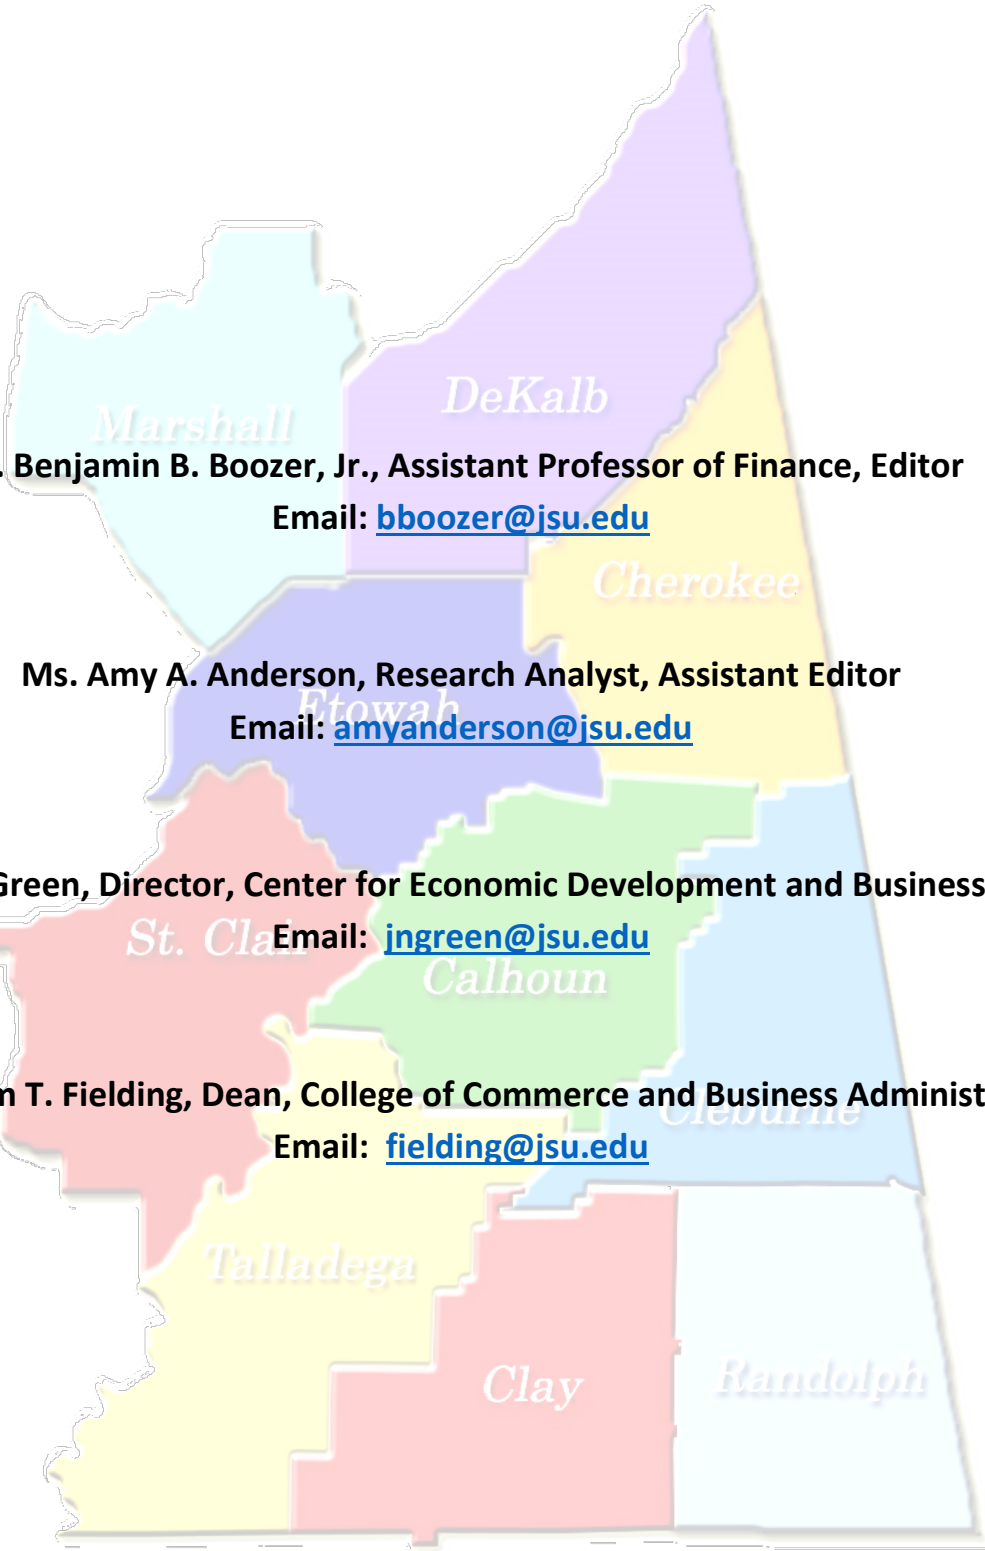 DeKalb
Marshall
. Benjamin B. Boozer, Jr., Assistant Professor of Finance, Editor
Email: bboozer@jsu.edu
Cherokee
Ms. Amy A. Anderson, Research Analyst, Assistant Editor
Etowah
Email: amyanderson@jsu.edu
Green, Director, Center for Economic Development and Business
St. Clair
Email: jngreen@jsu.edu
Calhoun
T. Fielding, Dean, College of Commerce and Business Administ
Cleburne
Email: fielding@jsu.edu
Talladega
Clay
Randolph